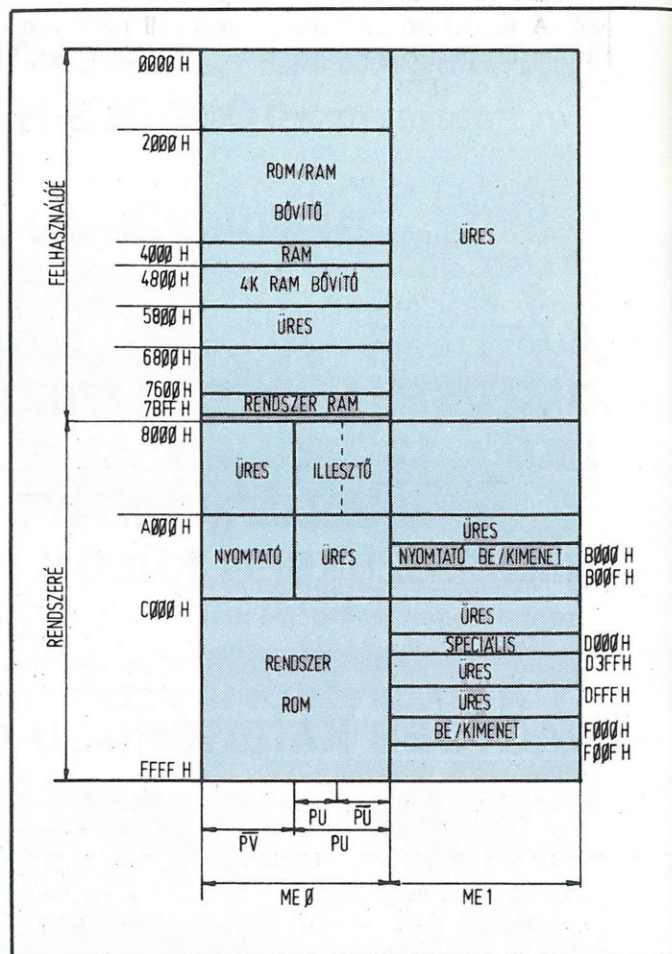 0000 H
2000 H
ROM/RAM
BŐVÍTŐ
ÜRES
4000 H
RAM
4800 H
4K RAM BŐVÍTŐ
5800 H
ÜRES
6800 H
7600 H
RENDSZER RAM
7BFF H
FELHASZNÁLÓÉ
8000 H
ÜRES
ILLESZTŐ
A000 H
NYOMTATÓ
ÜRES
ÜRES
NYOMTATÓ BE/KIMENET
B000 H
B00F H
C000 H
RENDSZER
ROM
ÜRES
SPECIÁLIS
D000 H
D3FF H
ÜRES
ÜRES
DFFF H
BE/KIMENET
F000 H
F00F H
FFFF H
RENDSZERÉ
PU
P̅U̅
P̅V̅
PU
ME 0
ME 1